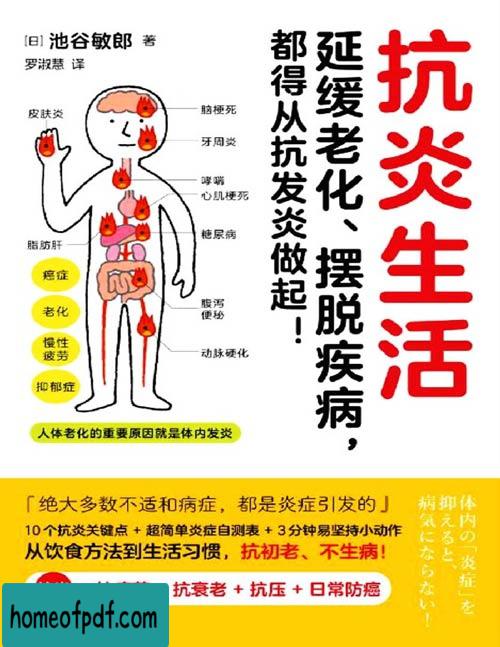 [日] 池谷敏郎 著
罗淑慧 译
抗炎生活
延缓老化、摆脱疾病，
都得从抗发炎做起！
皮肤炎
脑梗死
牙周炎
哮喘
心肌梗死
脂肪肝
糖尿病
癌症
老化
慢性
疲劳
抑郁症
腹泻
便秘
动脉硬化
人体老化的重要原因就是体内发炎
「绝大多数不适和病症，都是炎症引发的」
10个抗炎关键点 + 超简单炎症自测表 + 3分钟易坚持小动作
从饮食方法到生活习惯，抗初老、不生病！
抗衰老 + 抗压 + 日常防癌
体内の「炎症」を
抑えると、
病気にならない！
homeofpdf.com